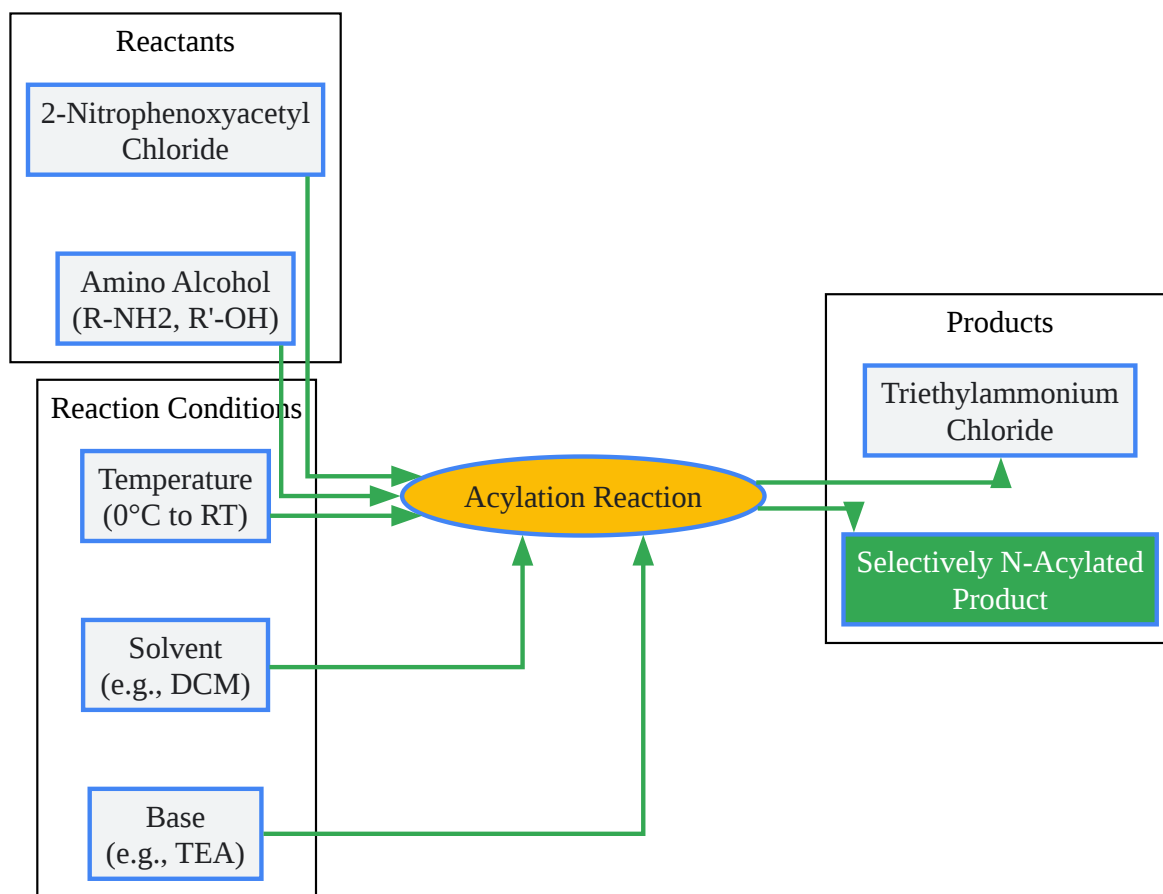 Reactants
2-Nitrophenoxyacetyl
Chloride
Amino Alcohol
(R-NH2, R'-OH)
Reaction Conditions
Temperature
(0°C to RT)
Solvent
(e.g., DCM)
Base
(e.g., TEA)
Acylation Reaction
Products
Triethylammonium
Chloride
Selectively N-Acylated
Product